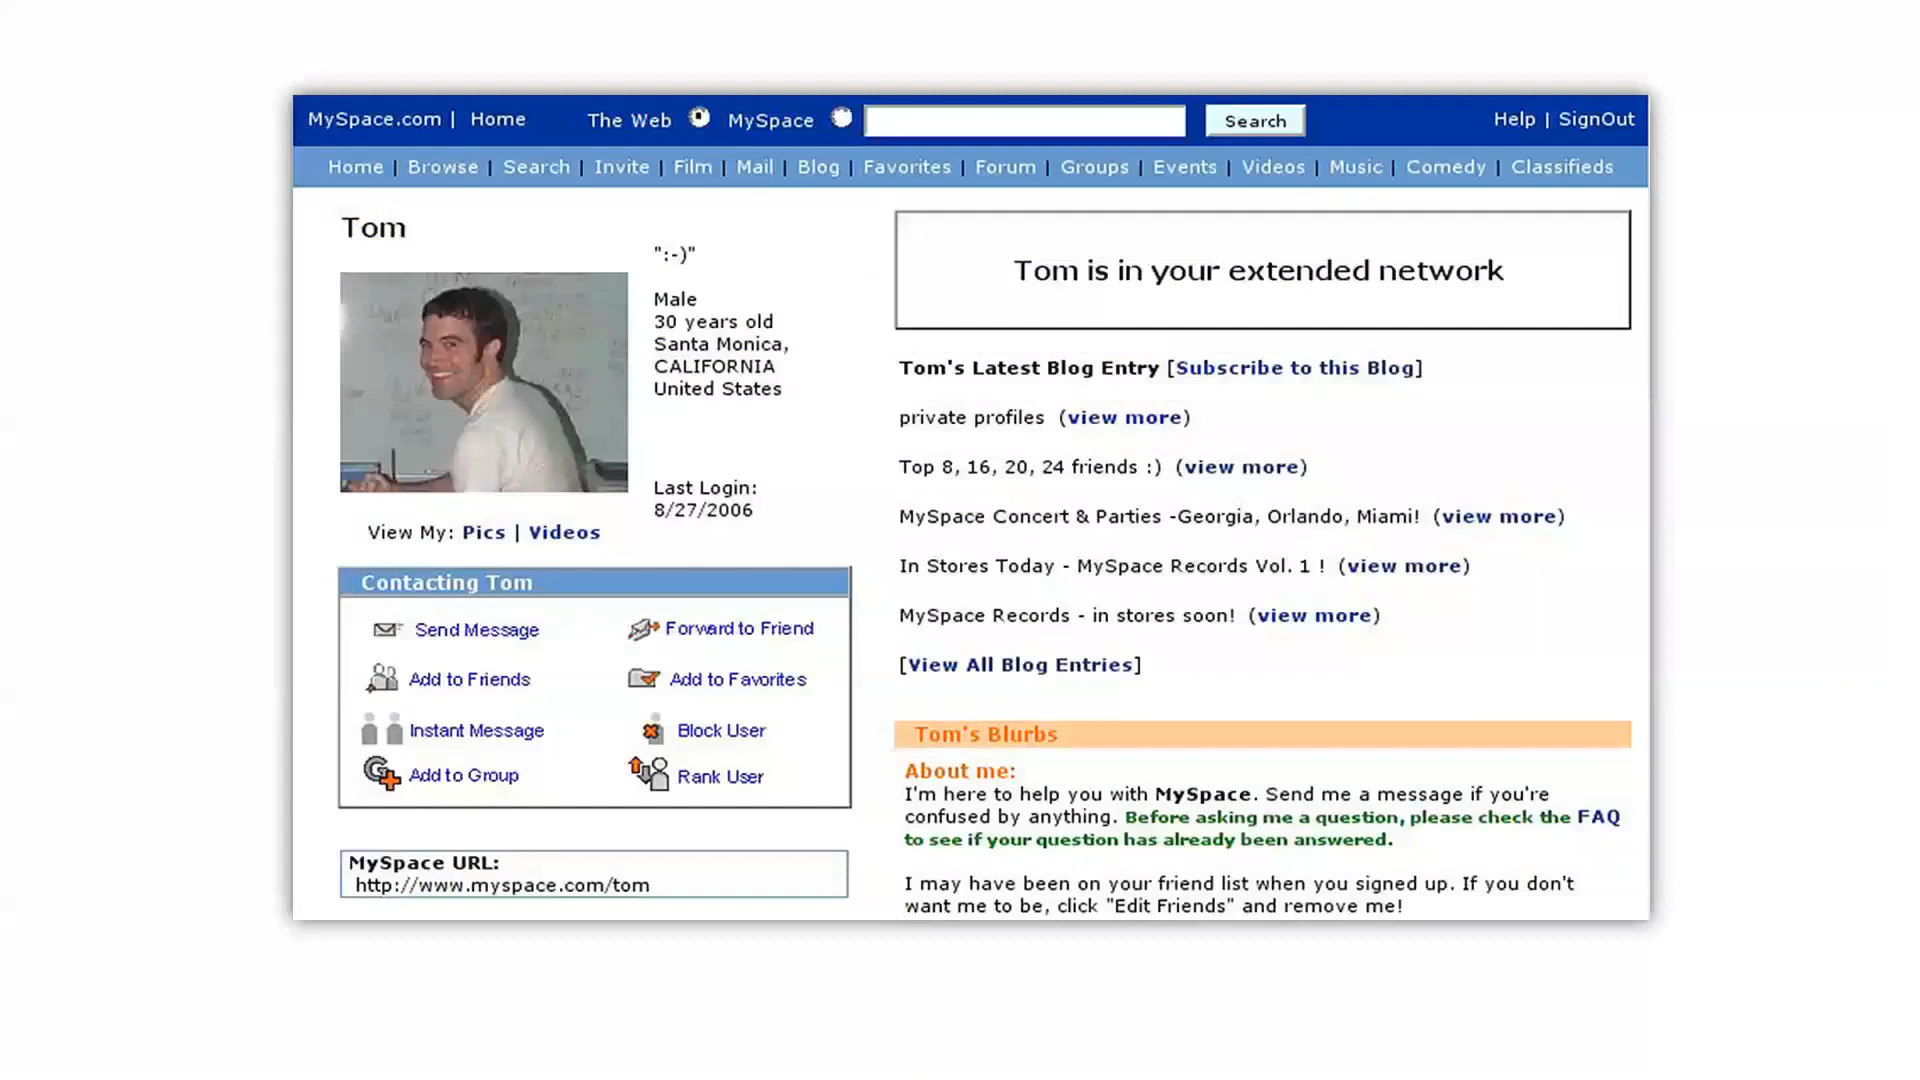 MySpace.com | Home The Web MySpace Search Help | SignOut
Home | Browse | Search | Invite | Film | Mail | Blog | Favorites | Forum | Groups | Events | Videos | Music | Comedy | Classifieds
Tom
":-)"
Male
30 years old
Santa Monica,
CALIFORNIA
United States
Last Login:
8/27/2006
View My: Pics | Videos
Contacting Tom
Send Message Forward to Friend
Add to Friends Add to Favorites
Instant Message Block User
Add to Group Rank User
MySpace URL:
http://www.myspace.com/tom
Tom is in your extended network
Tom's Latest Blog Entry [Subscribe to this Blog]
private profiles (view more)
Top 8, 16, 20, 24 friends :) (view more)
MySpace Concert & Parties -Georgia, Orlando, Miami! (view more)
In Stores Today - MySpace Records Vol. 1 ! (view more)
MySpace Records - in stores soon! (view more)
[View All Blog Entries]
Tom's Blurbs
About me:
I'm here to help you with MySpace. Send me a message if you're
confused by anything. Before asking me a question, please check the FAQ
to see if your question has already been answered.
I may have been on your friend list when you signed up. If you don't
want me to be, click "Edit Friends" and remove me!